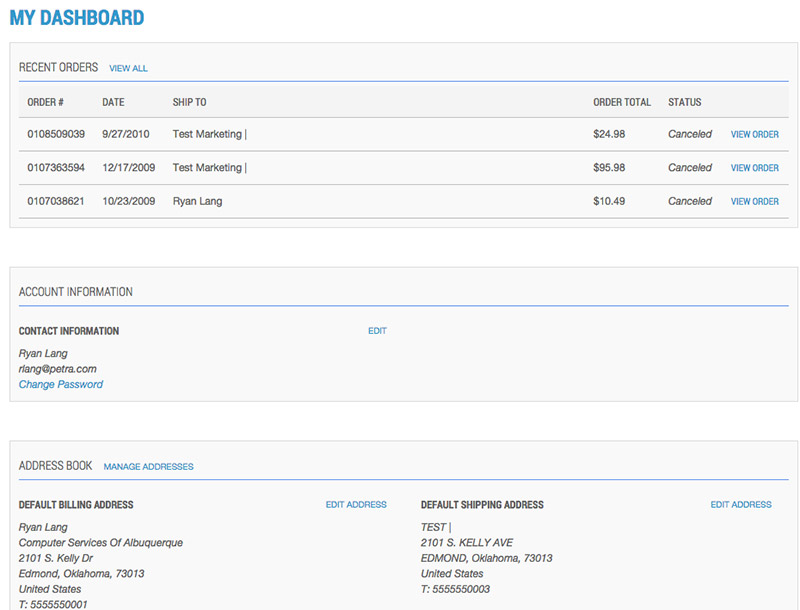 MY DASHBOARD
RECENT ORDERS VIEW ALL
ORDER # DATE SHIP TO ORDER TOTAL STATUS
0108509039 9/27/2010 Test Marketing | $24.98 Canceled VIEW ORDER
0107363594 12/17/2009 Test Marketing | $95.98 Canceled VIEW ORDER
0107038621 10/23/2009 Ryan Lang $10.49 Canceled VIEW ORDER
ACCOUNT INFORMATION
CONTACT INFORMATION EDIT
Ryan Lang
rlang@petra.com
Change Password
ADDRESS BOOK MANAGE ADDRESSES
DEFAULT BILLING ADDRESS EDIT ADDRESS
Ryan Lang
Computer Services Of Albuquerque
2101 S. Kelly Dr
Edmond, Oklahoma, 73013
United States
T: 5555550001
DEFAULT SHIPPING ADDRESS EDIT ADDRESS
TEST |
2101 S. KELLY AVE
EDMOND, Oklahoma, 73013
United States
T: 5555550003